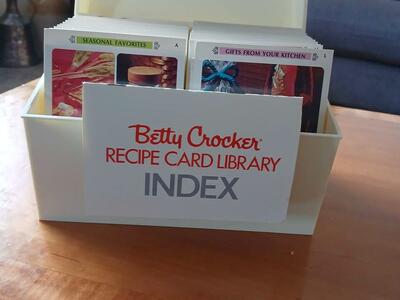 SEASONAL FAVORITES A
GIFTS FROM YOUR KITCHEN
Betty Crocker®
RECIPE CARD LIBRARY
INDEX